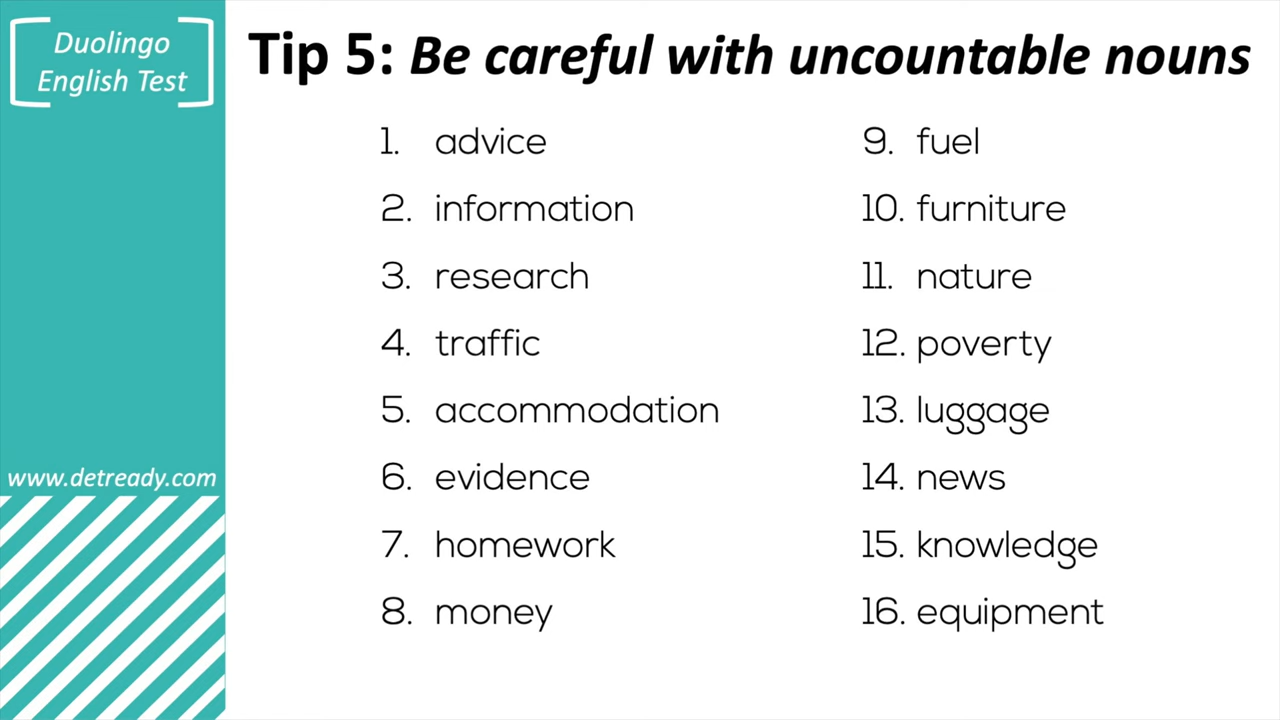 Duolingo
English Test
Tip 5: Be careful with uncountable nouns
1. advice
2. information
3. research
4. traffic
5. accommodation
6. evidence
7. homework
8. money
9. fuel
10. furniture
11. nature
12. poverty
13. luggage
14. news
15. knowledge
16. equipment
www.detready.com